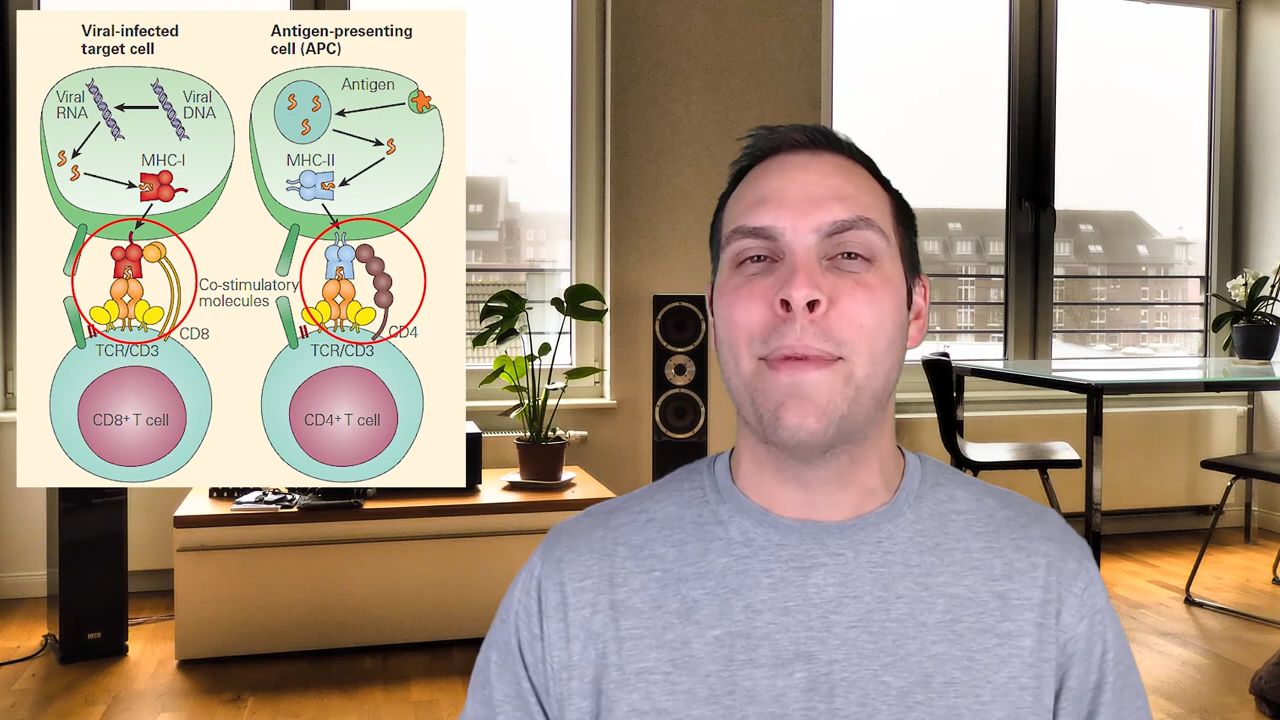 Viral-infected
target cell
Antigen-presenting
cell (APC)
Viral
RNA
Viral
DNA
MHC-I
Antigen
MHC-II
Co-stimulatory
molecules
CD8
CD4
TCR/CD3
TCR/CD3
CD8+ T cell
CD4+ T cell
HECO